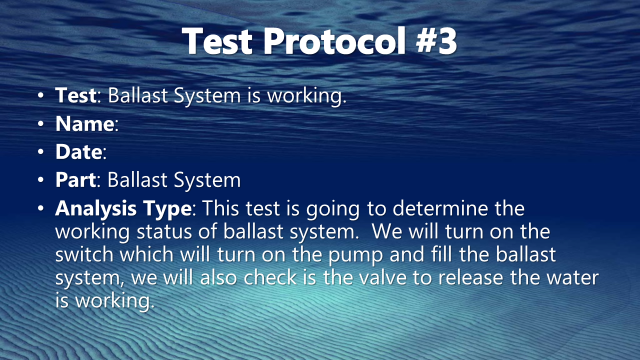 Test Protocol #3
• Test: Ballast System is working.
• Name:
• Date:
• Part: Ballast System
• Analysis Type: This test is going to determine the
working status of ballast system.  We will turn on the
switch which will turn on the pump and fill the ballast
system, we will also check is the valve to release the water
is working.